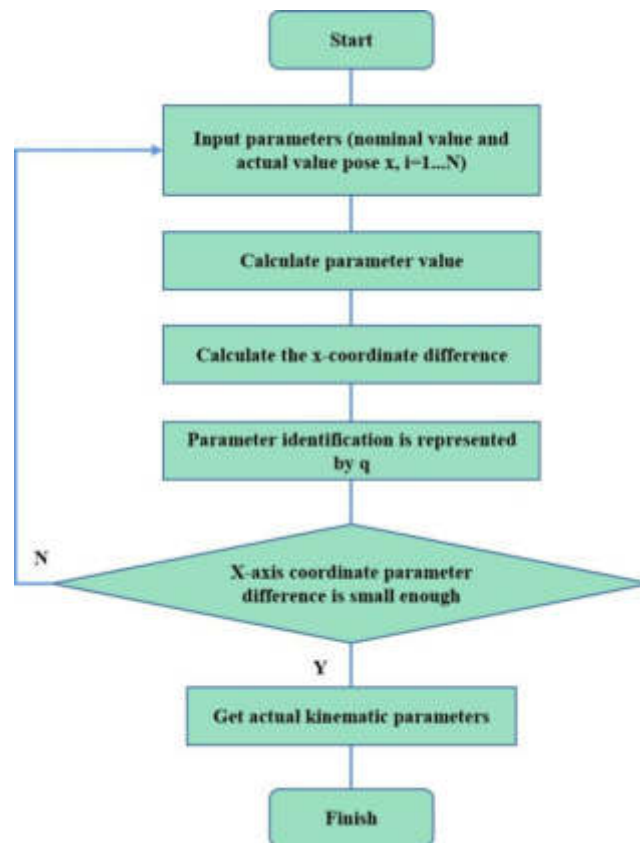 Start
Input parameters (nominal value and
actual value pose x, i=1...N)
Calculate parameter value
Calculate the x-coordinate difference
Parameter identification is represented
by q
N
X-axis coordinate parameter
difference is small enough
Y
Get actual kinematic parameters
Finish